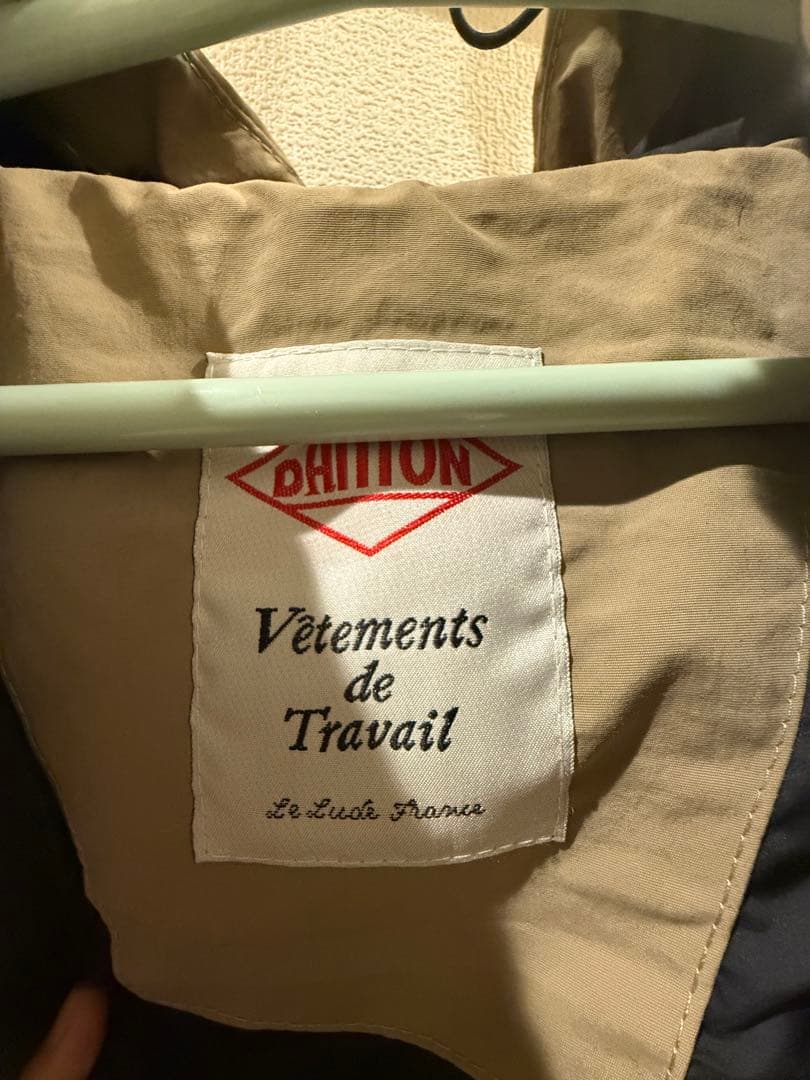 DANTON
Vêtements
de
Travail
Le Lude France